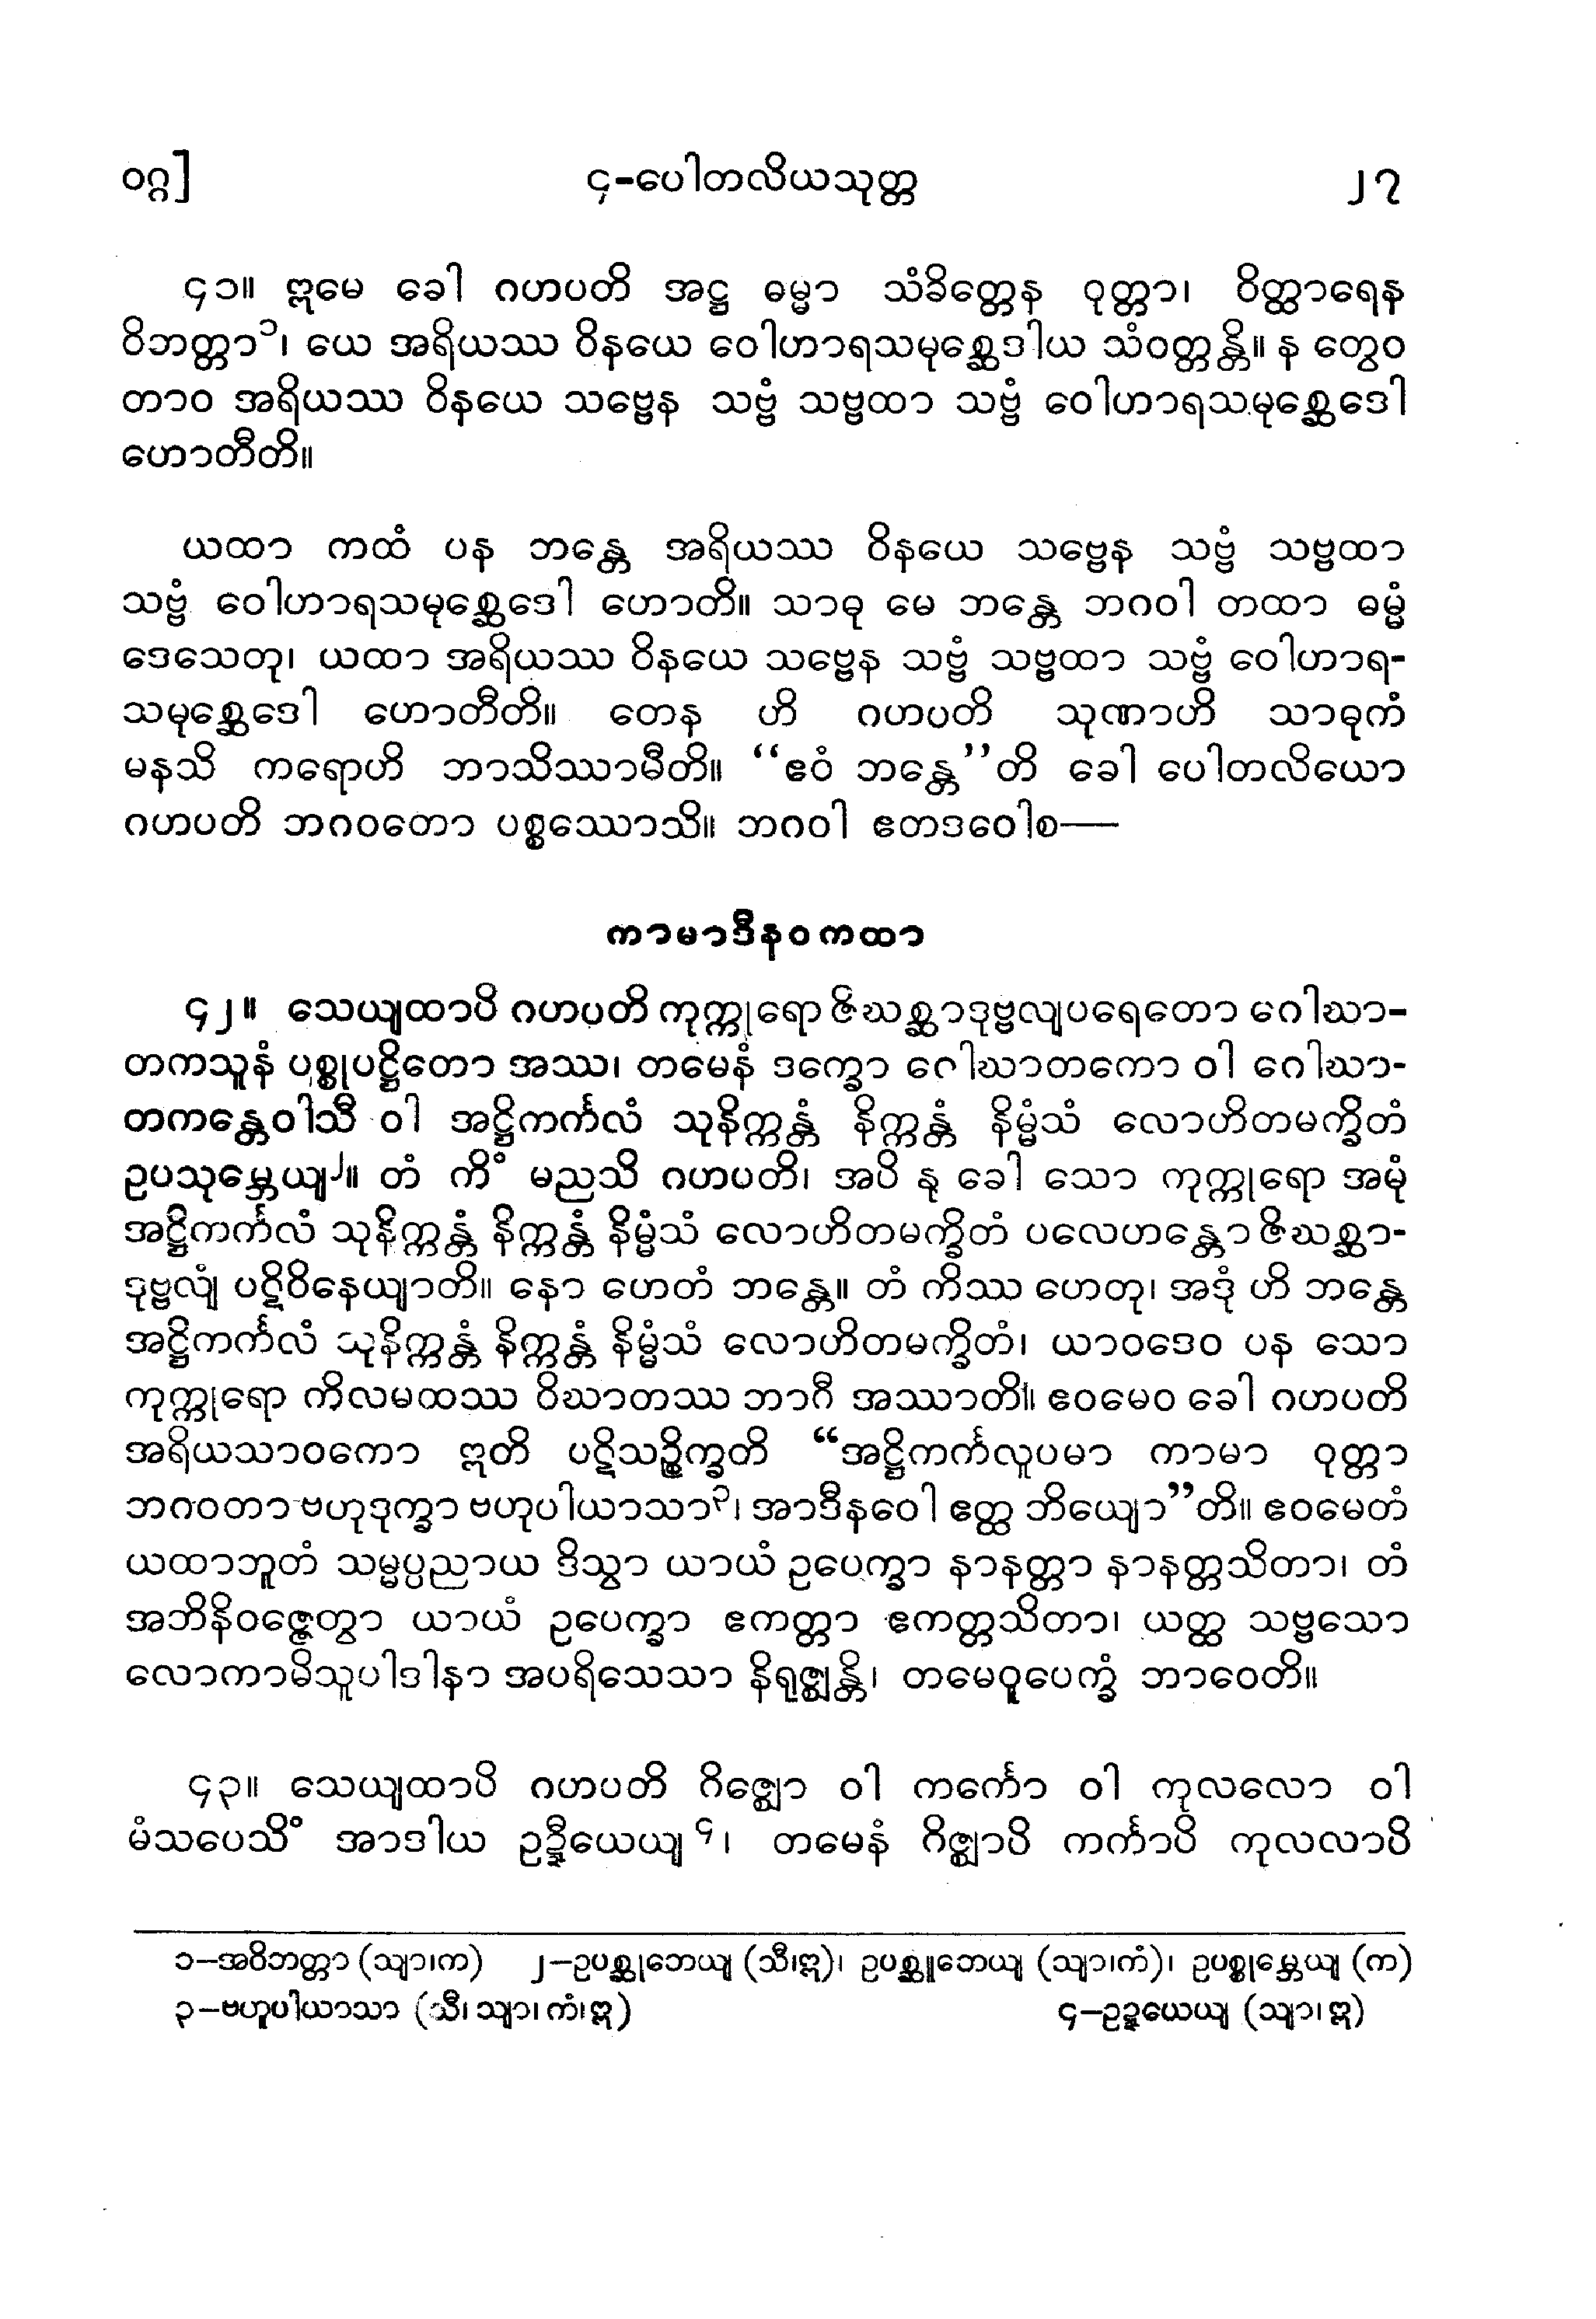 ဝဂ္ဂ]
၄-ပေါတလိယသုတ္တ
၂၇
၄၁။ ဣမေ ခေါ ဂဟပတိ အဋ္ဌ ဓမ္မာ သံခိတ္တေန ဝုတ္တာ၊ ဝိတ္ထာရေန
ဝိဘတ္တာ၁၊ ယေ အရိယဿ ဝိနယေ ဝေါဟာရသမုစ္ဆေဒါယ သံဝတ္တန္တိ။ န တွေဝ
တာဝ အရိယဿ ဝိနယေ သဗ္ဗေန သဗ္ဗံ သဗ္ဗထာ သဗ္ဗံ ဝေါဟာရသမုစ္ဆေဒေါ
ဟောတီတိ။
ယထာ ကထံ ပန ဘန္တေ အရိယဿ ဝိနယေ သဗ္ဗေန သဗ္ဗံ သဗ္ဗထာ
သဗ္ဗံ ဝေါဟာရသမုစ္ဆေဒေါ ဟောတိ။ သာဓု မေ ဘန္တေ ဘဂဝါ တထာ ဓမ္မံ
ဒေသေတု၊ ယထာ အရိယဿ ဝိနယေ သဗ္ဗေန သဗ္ဗံ သဗ္ဗထာ သဗ္ဗံ ဝေါဟာရ-
သမုစ္ဆေဒေါ ဟောတီတိ။ တေန ဟိ ဂဟပတိ သုဏာဟိ သာဓုကံ
မနသိ ကရောဟိ ဘာသိဿာမီတိ။ “ဧဝံ ဘန္တေ”တိ ခေါ ပေါတလိယော
ဂဟပတိ ဘဂဝတော ပစ္စဿောသိ။ ဘဂဝါ ဧတဒဝေါစ—
ကာမာဒီနဝကထာ
၄၂။ သေယျထာပိ ဂဟပတိ ကုက္ကုရော ဇိဃစ္ဆာဒုဗ္ဗလျပရေတော ဂေါဃာ-
တကသူနံ ပစ္စုပဋ္ဌိတော အဿ၊ တမေနံ ဒက္ခော ဂေါဃာတကော ဝါ ဂေါဃာ-
တကန္တေဝါသီ ဝါ အဋ္ဌိကင်္ကလံ သုနိက္ကန္တံ နိက္ကန္တံ နိမ္မံသံ လောဟိတမက္ခိတံ
ဥပသုမ္ဘေယျ၂။ တံ ကိံ မညသိ ဂဟပတိ၊ အပိ နု ခေါ သော ကုက္ကုရော အမုံ
အဋ္ဌိကင်္ကလံ သုနိက္ကန္တံ နိက္ကန္တံ နိမ္မံသံ လောဟိတမက္ခိတံ ပလေဟန္တော ဇိဃစ္ဆာ-
ဒုဗ္ဗလျံ ပဋိဝိနေယျာတိ။ နော ဟေတံ ဘန္တေ။ တံ ကိဿ ဟေတု၊ အဒုံ ဟိ ဘန္တေ
အဋ္ဌိကင်္ကလံ သုနိက္ကန္တံ နိက္ကန္တံ နိမ္မံသံ လောဟိတမက္ခိတံ၊ ယာဝဒေဝ ပန သော
ကုက္ကုရော ကိလမထဿ ဝိဃာတဿ ဘာဂီ အဿာတိ။ ဧဝမေဝ ခေါ ဂဟပတိ
အရိယသာဝကော ဣတိ ပဋိသဉ္စိက္ခတိ “အဋ္ဌိကင်္ကလူပမာ ကာမာ ဝုတ္တာ
ဘဂဝတာ ဗဟုဒုက္ခာ ဗဟုပါယာသာ၃၊ အာဒီနဝေါ ဧတ္ထ ဘိယျော”တိ။ ဧဝမေတံ
ယထာဘူတံ သမ္မပ္ပညာယ ဒိသွာ ယာယံ ဥပေက္ခာ နာနတ္တာ နာနတ္တသိတာ၊ တံ
အဘိနိဝဇ္ဇေတွာ ယာယံ ဥပေက္ခာ ဧကတ္တာ ဧကတ္တသိတာ၊ ယတ္ထ သဗ္ဗသော
လောကာမိသူပါဒါနာ အပရိသေသာ နိရုဇ္ဈန္တိ၊ တမေဝူပေက္ခံ ဘာဝေတိ။
၄၃။ သေယျထာပိ ဂဟပတိ ဂိဇ္ဈော ဝါ ကင်္ကော ဝါ ကုလလော ဝါ
မံသပေသိံ အာဒါယ ဥဍ္ဍီယေယျ၄၊ တမေနံ ဂိဇ္ဈာပိ ကင်္ကာပိ ကုလလာပိ
၁–အဝိဘတ္တာ (သျာ၊က) ၂–ဥပစ္ဆုဘေယျ (သီ၊ဣ)၊ ဥပစ္ဆူဘေယျ (သျာ၊ကံ)၊ ဥပစ္စုမ္ဘေယျ (က)
၃–ဗဟူပါယာသာ (သီ၊ သျာ၊ ကံ၊ဣ) ၄–ဥဍ္ဍယေယျ (သျာ၊ ဣ)